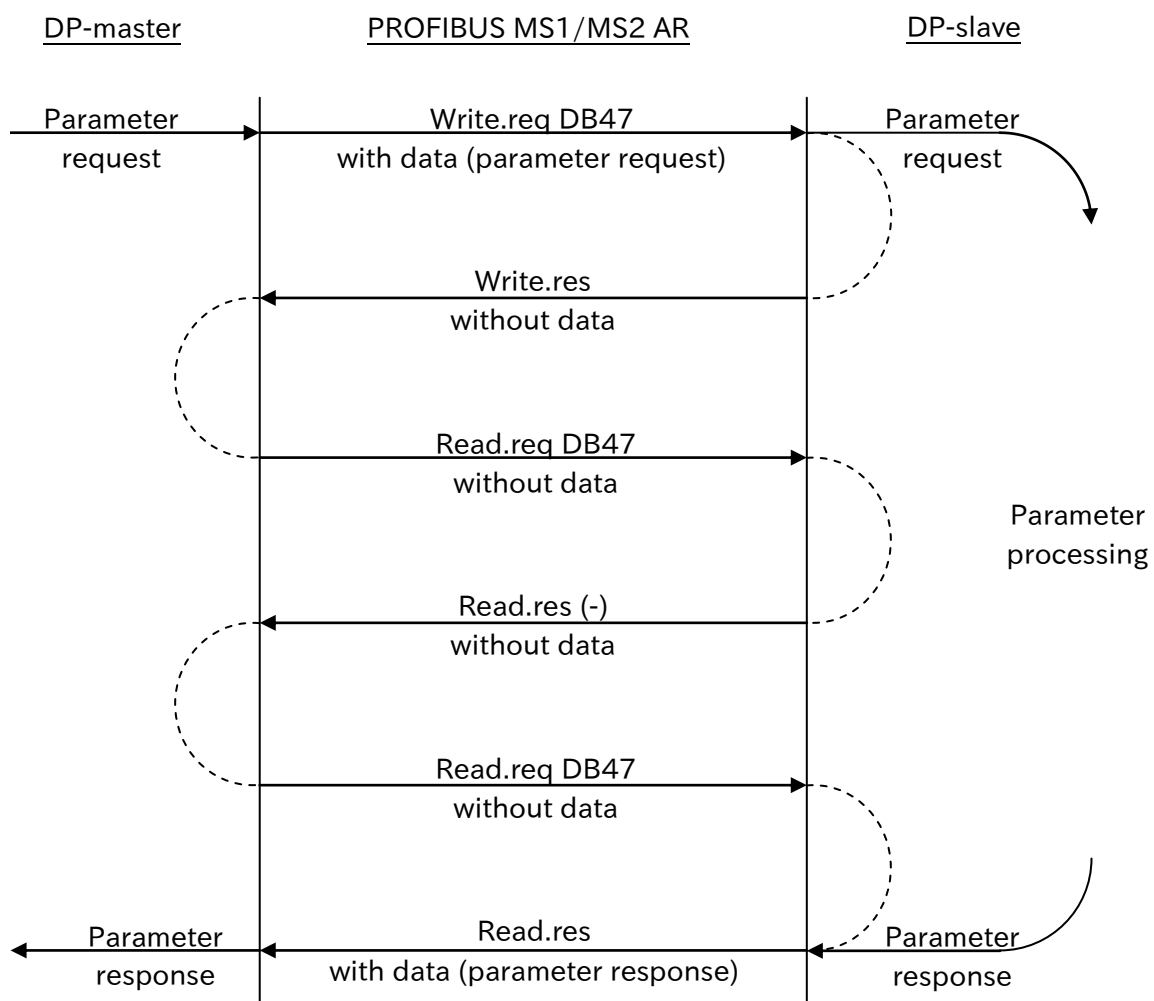 DP-master
PROFIBUS MS1/MS2 AR
DP-slave
Parameter
request
Write.req DB47
with data (parameter request)
Parameter
request
Write.res
without data
Read.req DB47
without data
Parameter
processing
Read.res (-)
without data
Read.req DB47
without data
Parameter
response
Read.res
with data (parameter response)
Parameter
response